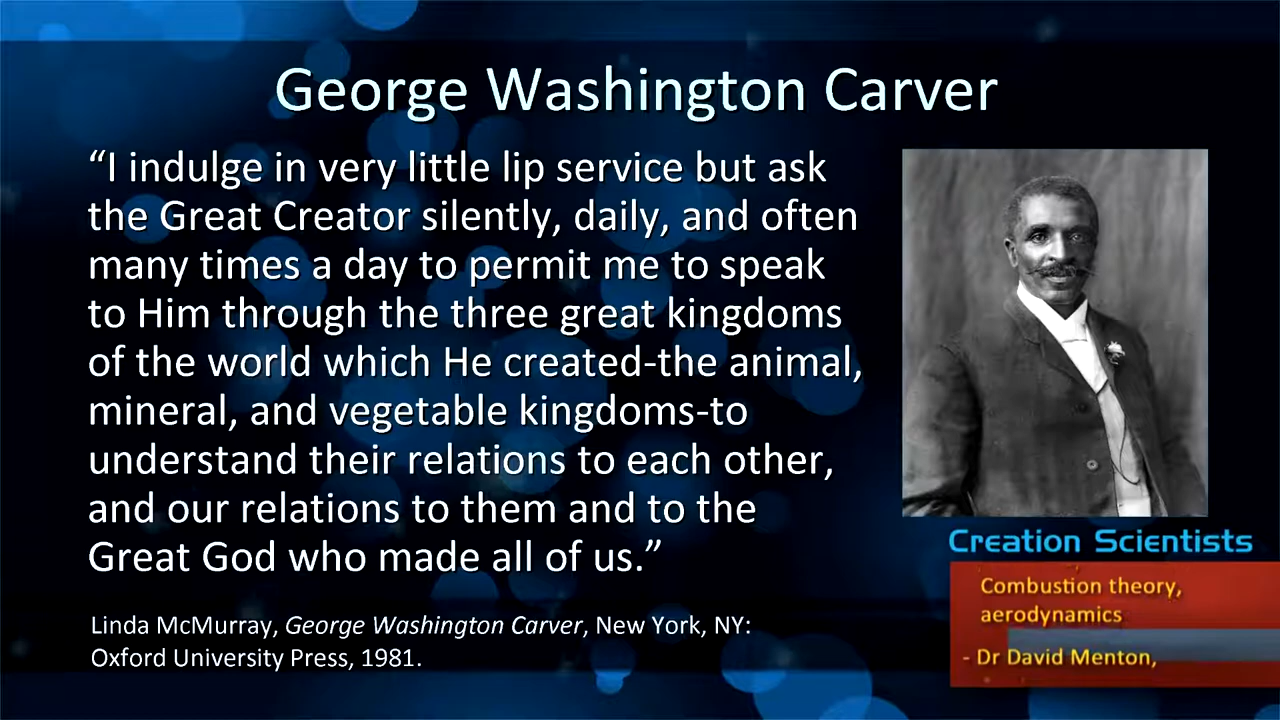 George Washington Carver
“I indulge in very little lip service but ask
the Great Creator silently, daily, and often
many times a day to permit me to speak
to Him through the three great kingdoms
of the world which He created-the animal,
mineral, and vegetable kingdoms-to
understand their relations to each other,
and our relations to them and to the
Great God who made all of us.”
Linda McMurray, George Washington Carver, New York, NY:
Oxford University Press, 1981.
Creation Scientists
Combustion theory,
aerodynamics
- Dr David Menton,